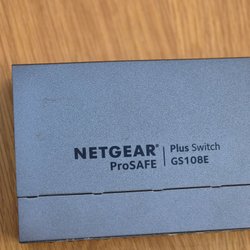 NETGEAR®
ProSAFE
Plus Switch
GS108E